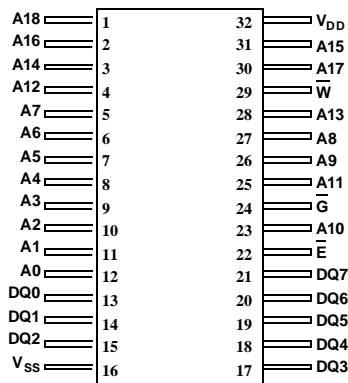 A18 1 32 V_DD
A16 2 31 A15
A14 3 30 A17
A12 4 29 W̅
A7 5 28 A13
A6 6 27 A8
A5 7 26 A9
A4 8 25 A11
A3 9 24 G̅
A2 10 23 A10
A1 11 22 E̅
A0 12 21 DQ7
DQ0 13 20 DQ6
DQ1 14 19 DQ5
DQ2 15 18 DQ4
V_SS 16 17 DQ3